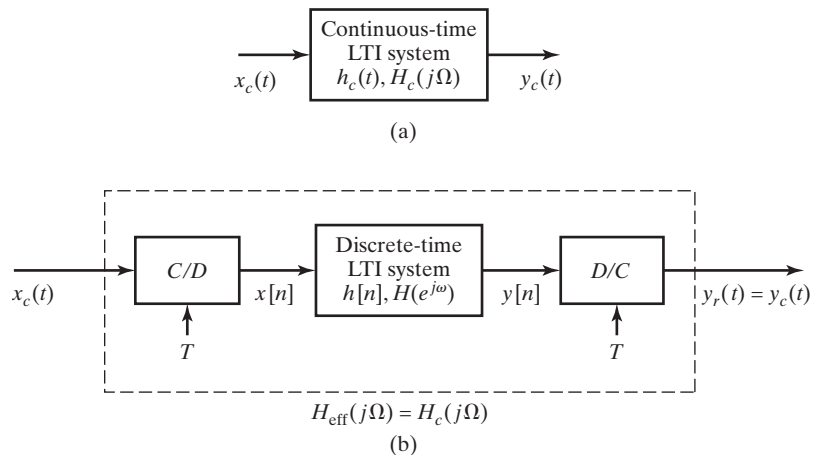 Continuous-time
LTI system
h_c(t), H_c(jΩ)
x_c(t)
y_c(t)
(a)
C/D
Discrete-time
LTI system
h[n], H(e^{jω})
D/C
x_c(t)
x[n]
y[n]
y_r(t) = y_c(t)
T
T
H_eff(jΩ) = H_c(jΩ)
(b)